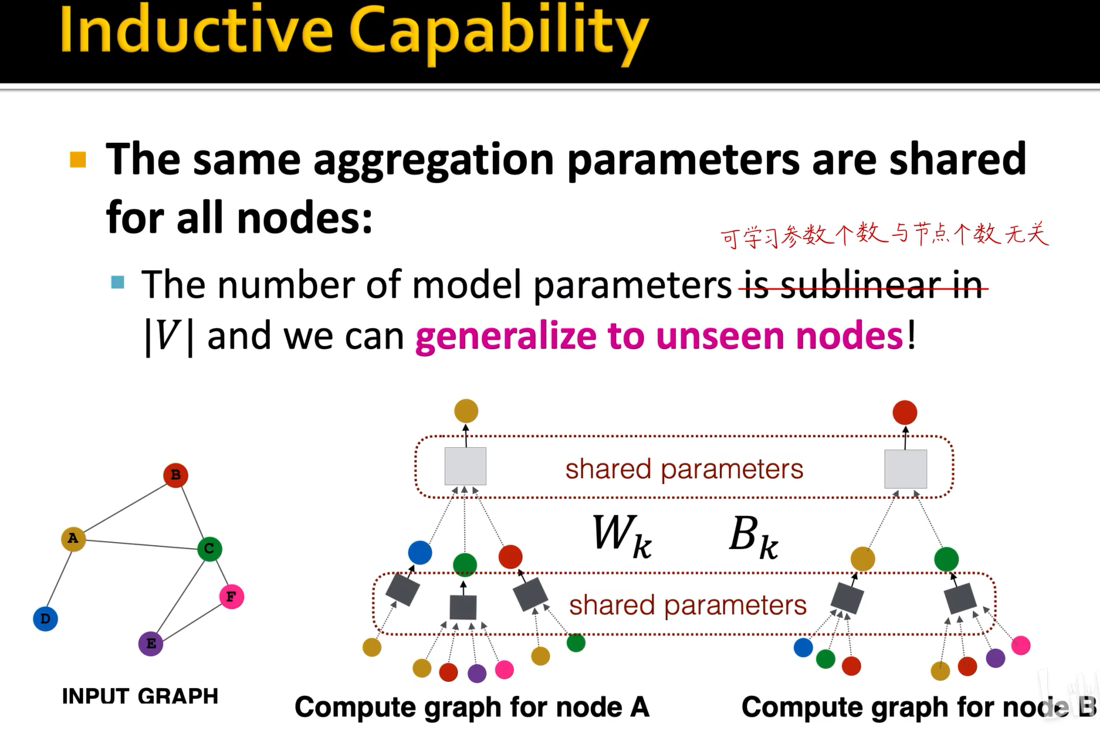 Inductive Capability
The same aggregation parameters are shared
for all nodes:
可学习参数个数与节点个数无关
The number of model parameters is sublinear in
|V| and we can generalize to unseen nodes!
shared parameters
W_k B_k
shared parameters
B
A
C
F
D
E
INPUT GRAPH
Compute graph for node A
Compute graph for node B